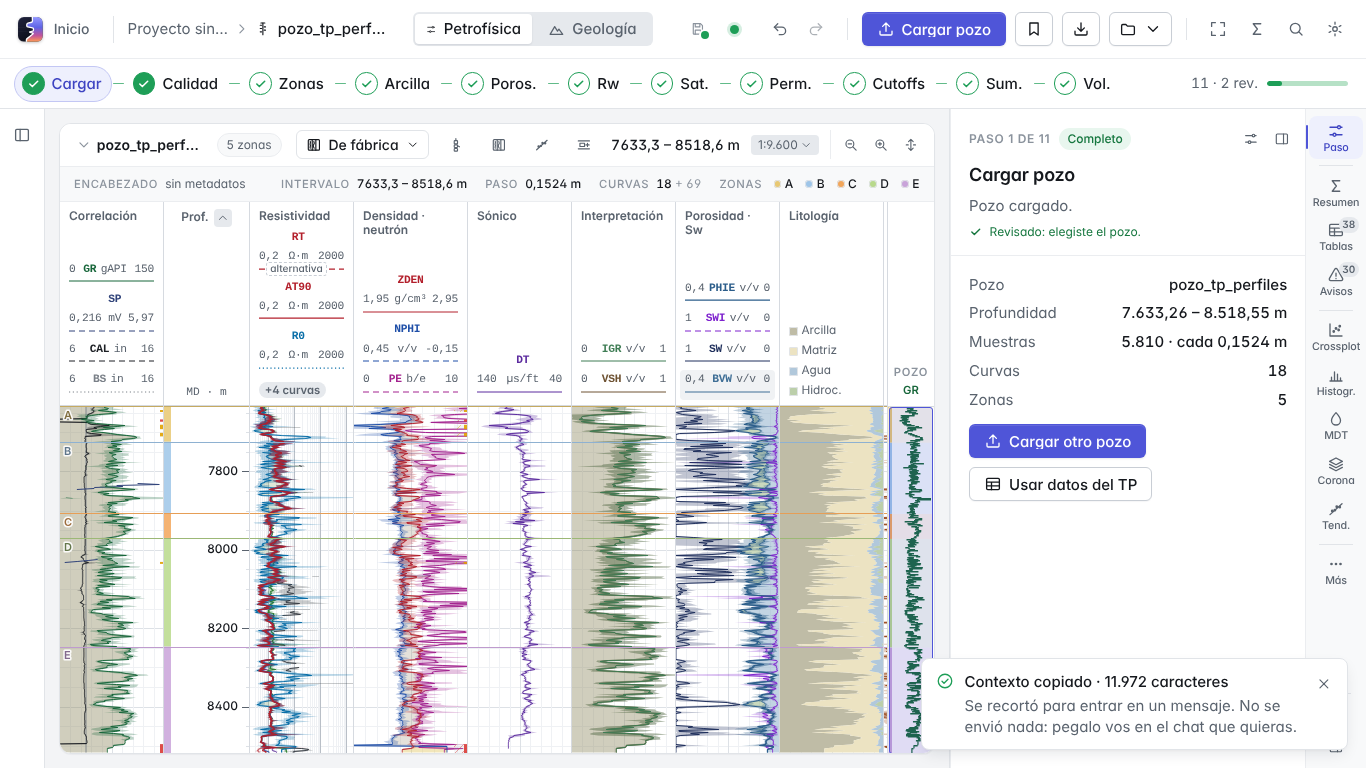 Inicio
Proyecto sin...
pozo_tp_perf...
Petrofísica
Geología
Cargar pozo
Cargar
Calidad
Zonas
Arcilla
Poros.
Rw
Sat.
Perm.
Cutoffs
Sum.
Vol.
11 · 2 rev.
pozo_tp_perf...
5 zonas
De fábrica
7633,3 – 8518,6 m
1:9.600
ENCABEZADO sin metadatos
INTERVALO 7633,3 – 8518,6 m
PASO 0,1524 m
CURVAS 18 + 69
ZONAS A B C D E
Correlación
0 GR gAPI 150
SP
0,216 mV 5,97
6 CAL in 16
6 BS in 16
Prof.
MD · m
Resistividad
RT
0,2 Ω·m 2000
alternativa
AT90
0,2 Ω·m 2000
R0
0,2 Ω·m 2000
+4 curvas
Densidad ·
neutrón
ZDEN
1,95 g/cm³ 2,95
NPHI
0,45 v/v -0,15
0 PE b/e 10
Sónico
DT
140 µs/ft 40
Interpretación
0 IGR v/v 1
0 VSH v/v 1
Porosidad ·
Sw
0,4 PHIE v/v 0
1 SWI v/v 0
1 SW v/v 0
0,4 BVW v/v 0
Litología
Arcilla
Matriz
Agua
Hidroc.
POZO
GR
A
B
C
D
E
7800
8000
8200
8400
PASO 1 DE 11
Completo
Cargar pozo
Pozo cargado.
Revisado: elegiste el pozo.
Pozo pozo_tp_perfiles
Profundidad 7.633,26 – 8.518,55 m
Muestras 5.810 · cada 0,1524 m
Curvas 18
Zonas 5
Cargar otro pozo
Usar datos del TP
Paso
Resumen
38
Tablas
30
Avisos
Crossplot
Histogr.
MDT
Corona
Tend.
Más
Contexto copiado · 11.972 caracteres
Se recortó para entrar en un mensaje. No se
envió nada: pegalo vos en el chat que quieras.